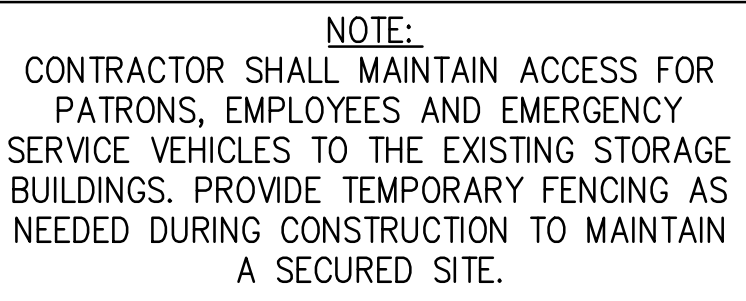 NOTE:
CONTRACTOR SHALL MAINTAIN ACCESS FOR
PATRONS, EMPLOYEES AND EMERGENCY
SERVICE VEHICLES TO THE EXISTING STORAGE
BUILDINGS. PROVIDE TEMPORARY FENCING AS
NEEDED DURING CONSTRUCTION TO MAINTAIN
A SECURED SITE.